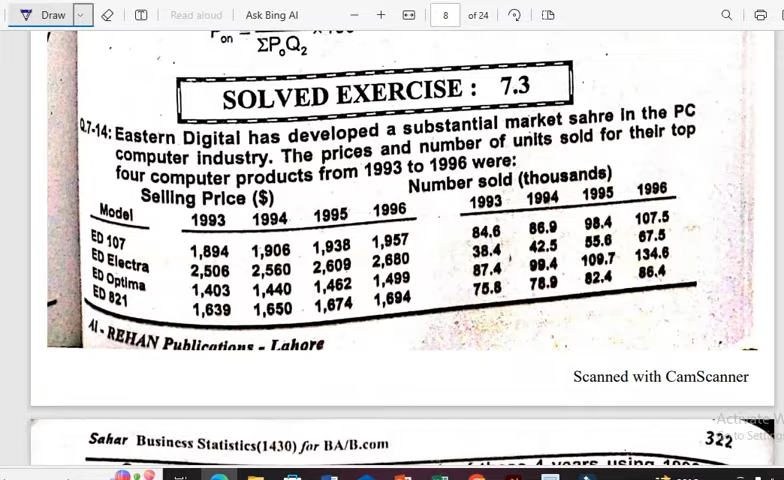 Draw
Read aloud
Ask Bing AI
8
of 24
ΣP₀Q₂
SOLVED EXERCISE : 7.3
Q.7-14: Eastern Digital has developed a substantial market sahre in the PC
computer industry. The prices and number of units sold for their top
four computer products from 1993 to 1996 were:
Selling Price ($) Number sold (thousands)
Model 1993 1994 1995 1996 1993 1994 1995 1996
ED 107 1,894 1,906 1,938 1,957 84.6 86.9 98.4 107.5
ED Electra 2,506 2,560 2,609 2,680 38.4 42.5 55.6 67.5
ED Optima 1,403 1,440 1,462 1,499 87.4 99.4 109.7 134.6
ED 821 1,639 1,650 1,674 1,694 75.8 78.9 82.4 86.4
Al - REHAN Publications - Lahore
Scanned with CamScanner
Sahar Business Statistics(1430) for BA/B.com 322
4 years using